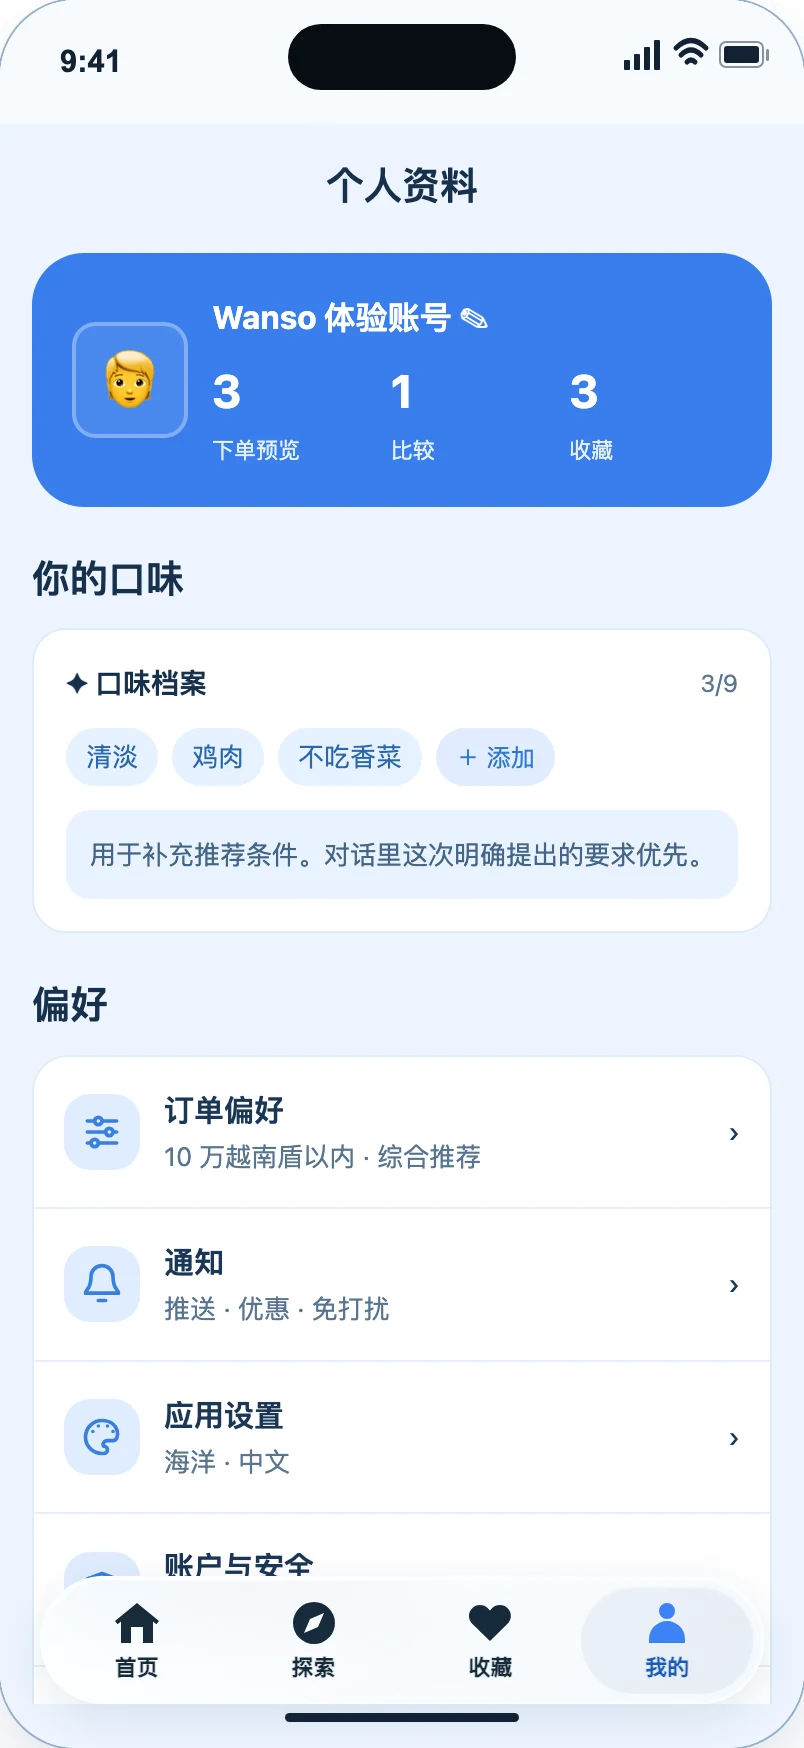 9:41
个人资料
Wanso 体验账号 ✎
3
1
3
下单预览
比较
收藏
你的口味
✦ 口味档案
3/9
清淡
鸡肉
不吃香菜
+ 添加
用于补充推荐条件。对话里这次明确提出的要求优先。
偏好
订单偏好
10 万越南盾以内 · 综合推荐
›
通知
推送 · 优惠 · 免打扰
›
应用设置
海洋 · 中文
›
账户与安全
首页
探索
收藏
我的